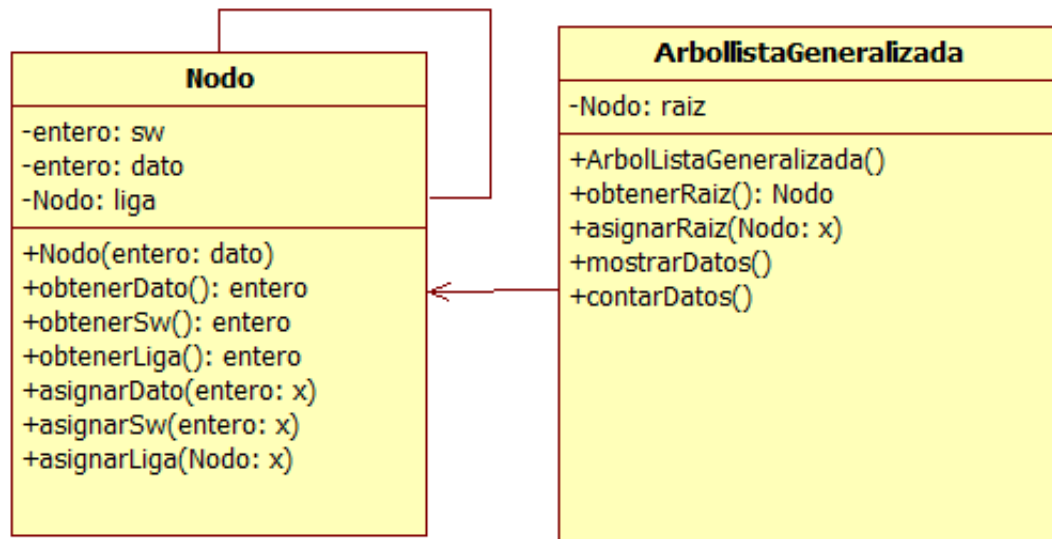 Nodo
-entero: sw
-entero: dato
-Nodo: liga
+Nodo(entero: dato)
+obtenerDato(): entero
+obtenerSw(): entero
+obtenerLiga(): entero
+asignarDato(entero: x)
+asignarSw(entero: x)
+asignarLiga(Nodo: x)
ArbollistaGeneralizada
-Nodo: raiz
+ArbolListaGeneralizada()
+obtenerRaiz(): Nodo
+asignarRaiz(Nodo: x)
+mostrarDatos()
+contarDatos()